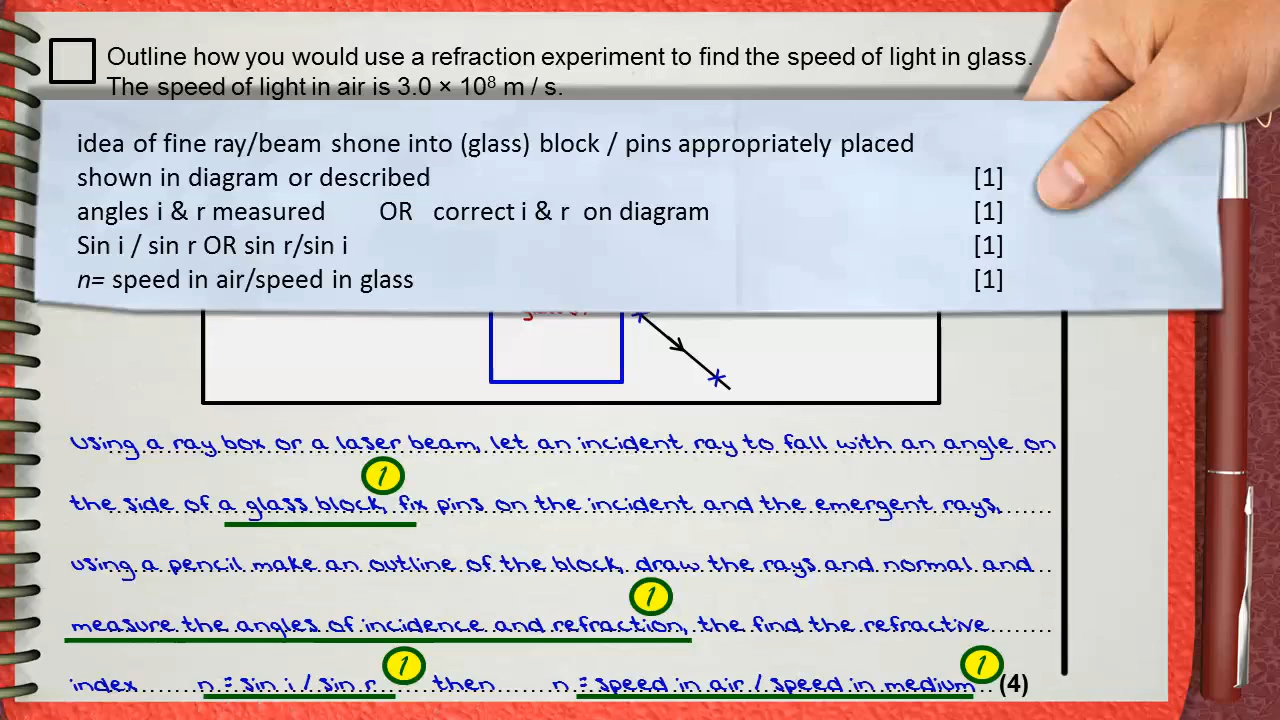 Outline how you would use a refraction experiment to find the speed of light in glass.
The speed of light in air is 3.0 × 10⁸ m / s.
idea of fine ray/beam shone into (glass) block / pins appropriately placed
shown in diagram or described [1]
angles i & r measured OR correct i & r on diagram [1]
Sin i / sin r OR sin r/sin i [1]
n= speed in air/speed in glass [1]
using a ray box or a laser beam, let an incident ray to fall with an angle on
1
the side of a glass block, fix pins on the incident and the emergent rays,
using a pencil make an outline of the block, draw the rays and normal and
1
measure the angles of incidence and refraction, the find the refractive
1 1
index n = sin i / sin r then n = speed in air / speed in medium (4)